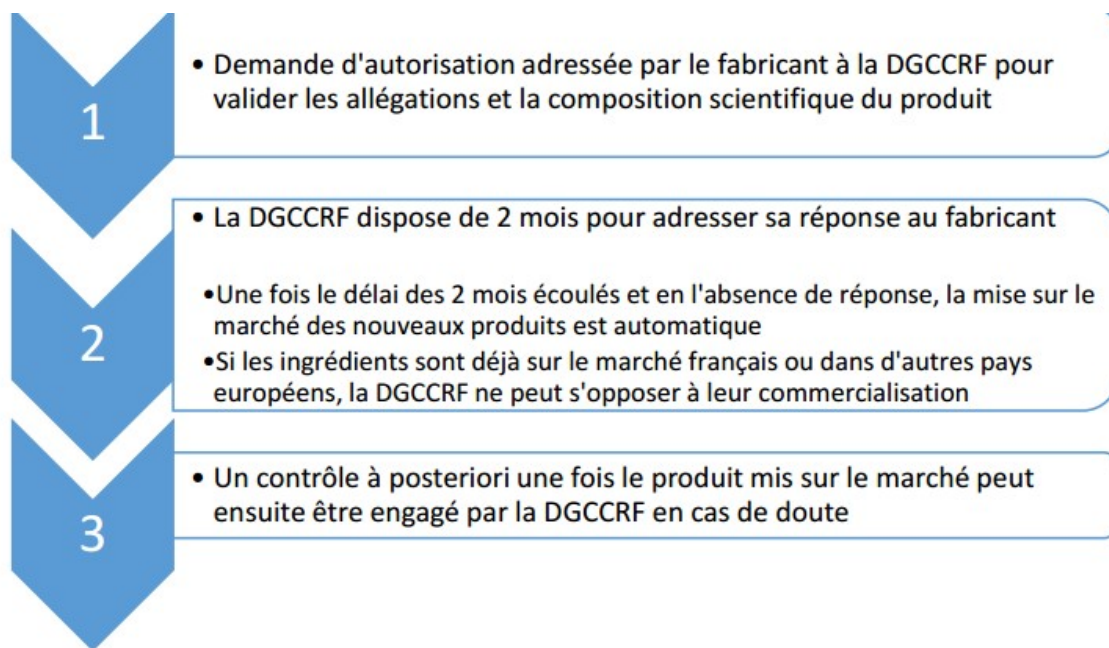 1
• Demande d'autorisation adressée par le fabricant à la DGCCRF pour
valider les allégations et la composition scientifique du produit
2
• La DGCCRF dispose de 2 mois pour adresser sa réponse au fabricant
•Une fois le délai des 2 mois écoulés et en l'absence de réponse, la mise sur le
marché des nouveaux produits est automatique
•Si les ingrédients sont déjà sur le marché français ou dans d'autres pays
européens, la DGCCRF ne peut s'opposer à leur commercialisation
3
• Un contrôle à posteriori une fois le produit mis sur le marché peut
ensuite être engagé par la DGCCRF en cas de doute